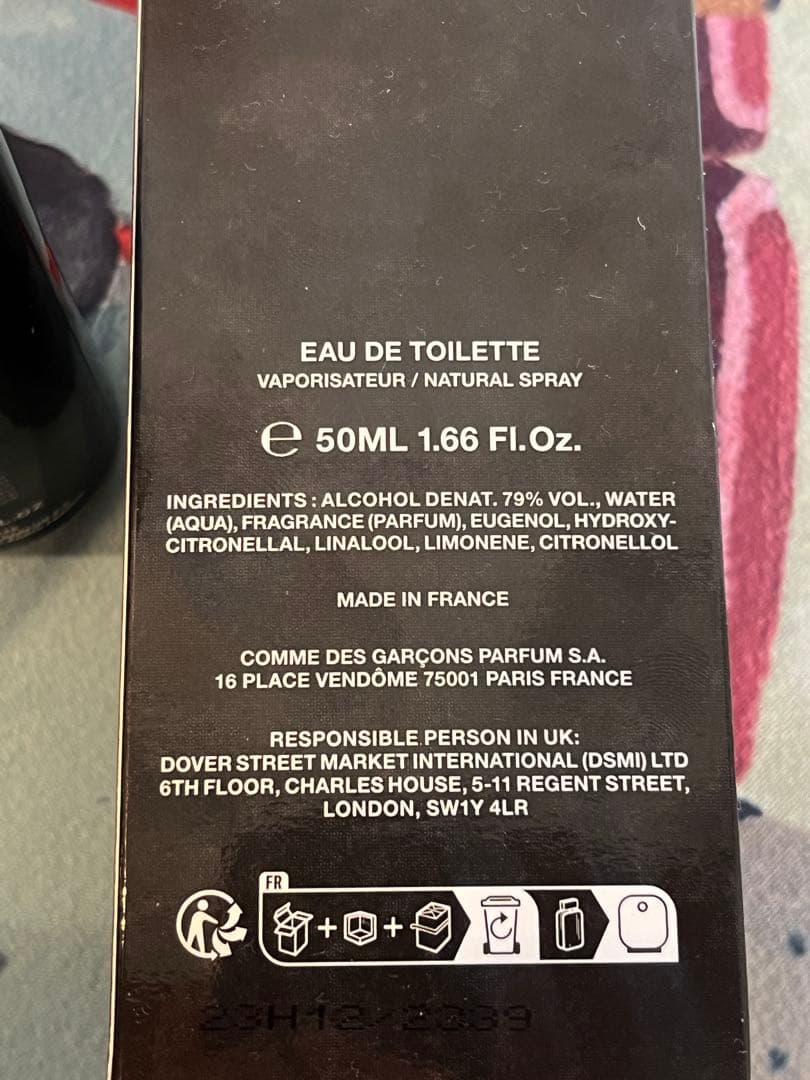 EAU DE TOILETTE
VAPORISATEUR / NATURAL SPRAY
℮ 50ML 1.66 Fl.Oz.
INGREDIENTS : ALCOHOL DENAT. 79% VOL., WATER
(AQUA), FRAGRANCE (PARFUM), EUGENOL, HYDROXY-
CITRONELLAL, LINALOOL, LIMONENE, CITRONELLOL
MADE IN FRANCE
COMME DES GARÇONS PARFUM S.A.
16 PLACE VENDÔME 75001 PARIS FRANCE
RESPONSIBLE PERSON IN UK:
DOVER STREET MARKET INTERNATIONAL (DSMI) LTD
6TH FLOOR, CHARLES HOUSE, 5-11 REGENT STREET,
LONDON, SW1Y 4LR
FR